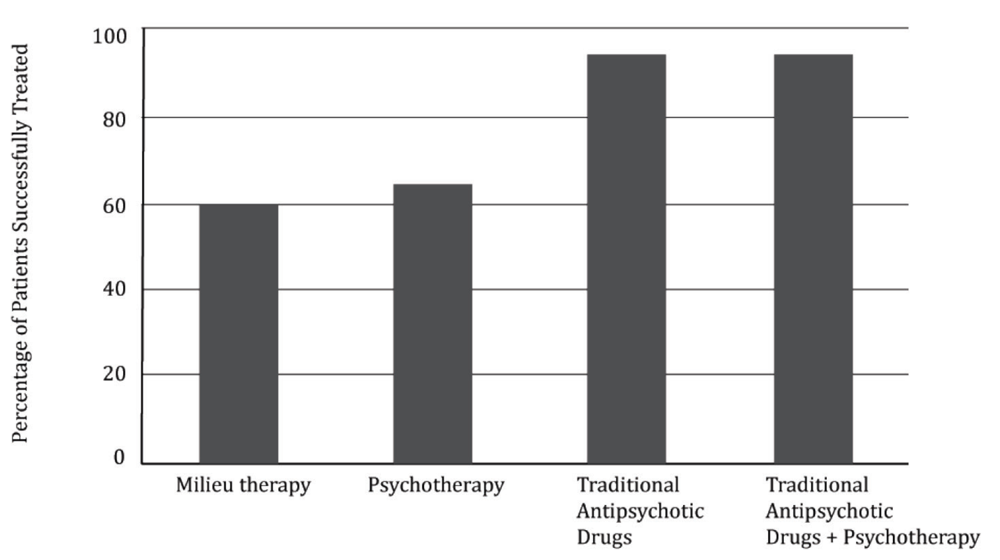 Percentage of Patients Successfully Treated
100
80
60
40
20
0
Milieu therapy
Psychotherapy
Traditional
Antipsychotic
Drugs
Traditional
Antipsychotic
Drugs + Psychotherapy